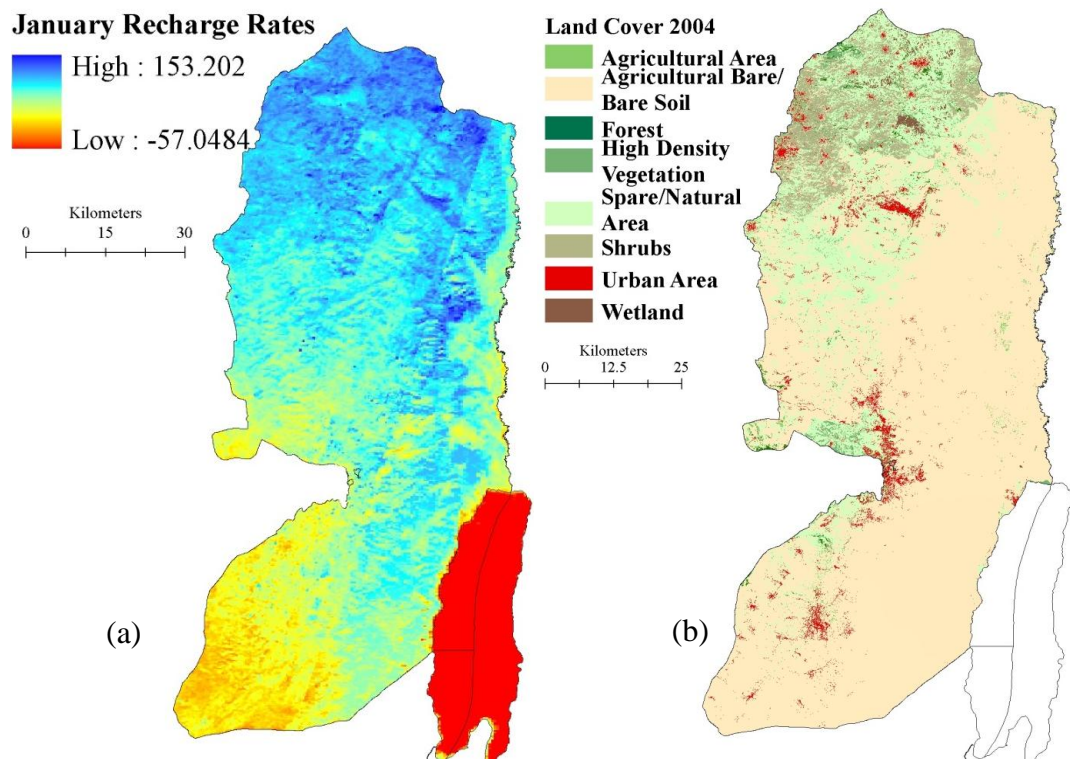 January Recharge Rates
High : 153.202
Low : -57.0484
Kilometers
0 15 30
(a)
Land Cover 2004
Agricultural Area
Agricultural Bare/
Bare Soil
Forest
High Density
Vegetation
Spare/Natural
Area
Shrubs
Urban Area
Wetland
Kilometers
0 12.5 25
(b)